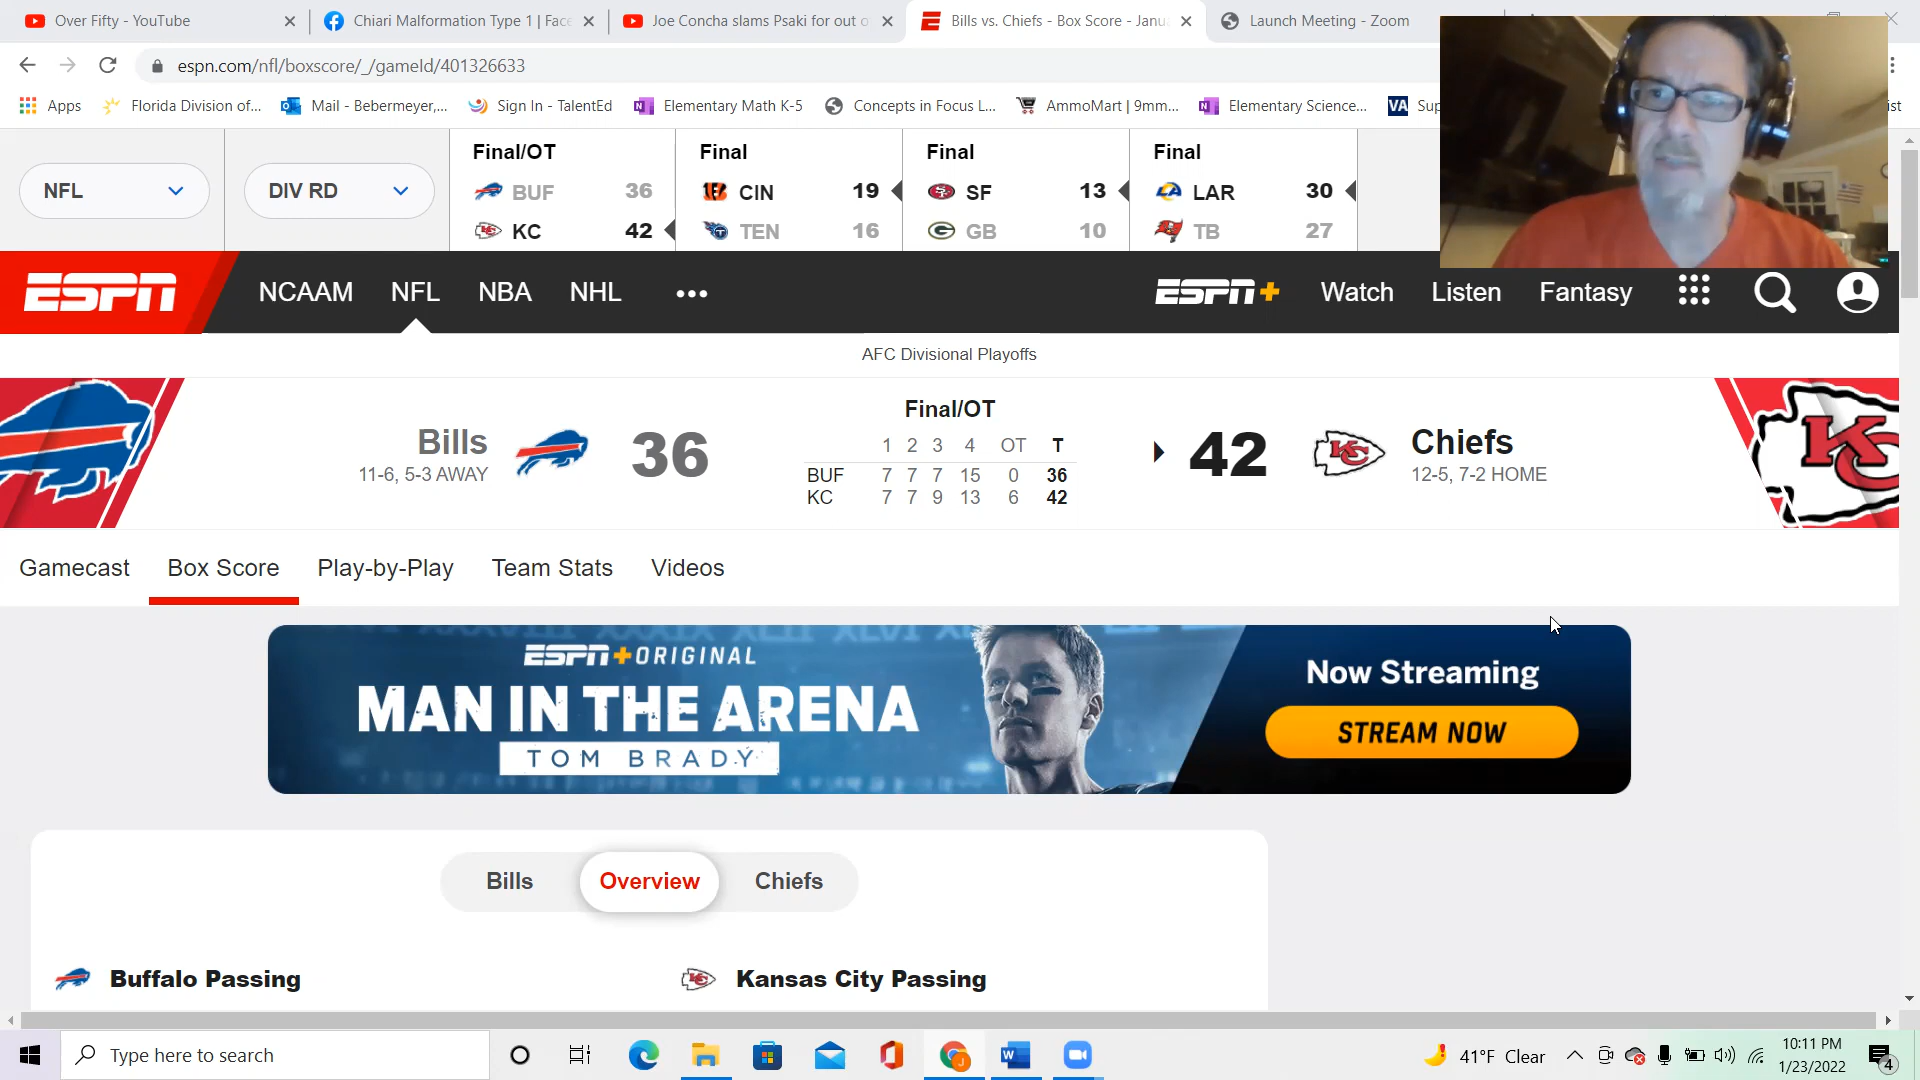 Over Fifty - YouTube
Chiari Malformation Type 1 | Face
Joe Concha slams Psaki for out o
Bills vs. Chiefs - Box Score - Janu
Launch Meeting - Zoom
espn.com/nfl/boxscore/_/gameId/401326633
Apps
Florida Division of...
Mail - Bebermeyer,...
Sign In - TalentEd
Elementary Math K-5
Concepts in Focus L...
AmmoMart | 9mm...
Elementary Science...
VA
Sup
ist
NFL
DIV RD
Final/OT
BUF 36
KC 42
Final
CIN 19
TEN 16
Final
SF 13
GB 10
Final
LAR 30
TB 27
ESPN
NCAAM
NFL
NBA
NHL
ESPN+
Watch
Listen
Fantasy
AFC Divisional Playoffs
Bills
11-6, 5-3 AWAY
36
Final/OT
1 2 3 4 OT T
BUF 7 7 7 15 0 36
KC 7 7 9 13 6 42
42
Chiefs
12-5, 7-2 HOME
KC
Gamecast
Box Score
Play-by-Play
Team Stats
Videos
ESPN+ ORIGINAL
MAN IN THE ARENA
TOM BRADY
Now Streaming
STREAM NOW
Bills
Overview
Chiefs
Buffalo Passing
Kansas City Passing
Type here to search
41°F Clear
10:11 PM
1/23/2022
4